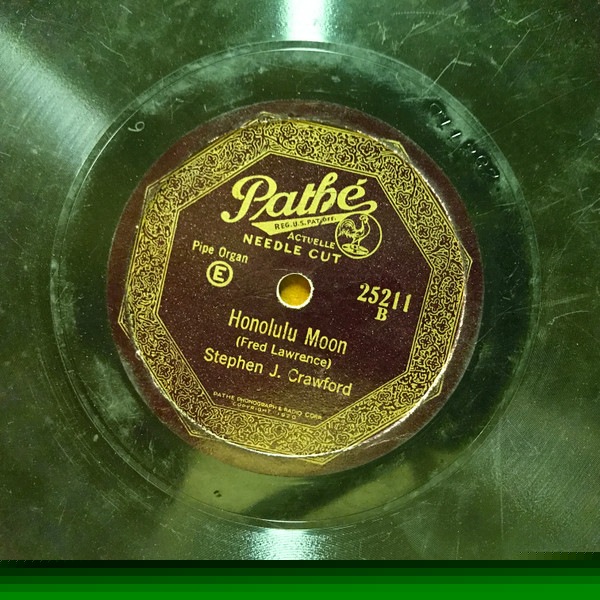 Pathé
REG. U.S. PAT. OFF.
ACTUELLE
NEEDLE CUT
Pipe Organ
E
25211
B
Honolulu Moon
(Fred Lawrence)
Stephen J. Crawford
PATHE PHONOGRAPH & RADIO CORP.